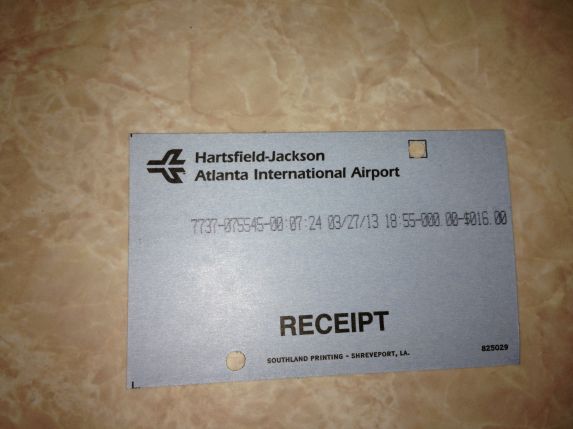 Hartsfield-Jackson
Atlanta International Airport
7737-075545-00:07:24 03/27/13 18:55-000.00-$016.00
RECEIPT
SOUTHLAND PRINTING - SHREVEPORT, LA.
825029